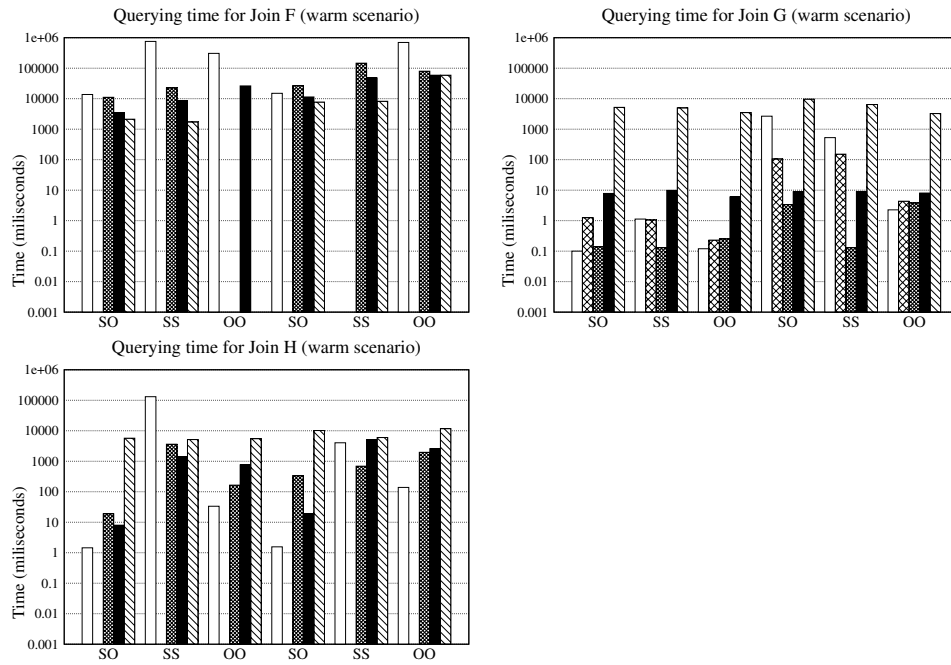 Querying time for Join F (warm scenario)
Time (miliseconds)
1e+06
100000
10000
1000
100
10
1
0.1
0.01
0.001
SO SS OO SO SS OO
Querying time for Join G (warm scenario)
Time (miliseconds)
1e+06
100000
10000
1000
100
10
1
0.1
0.01
0.001
SO SS OO SO SS OO
Querying time for Join H (warm scenario)
Time (miliseconds)
1e+06
100000
10000
1000
100
10
1
0.1
0.01
0.001
SO SS OO SO SS OO